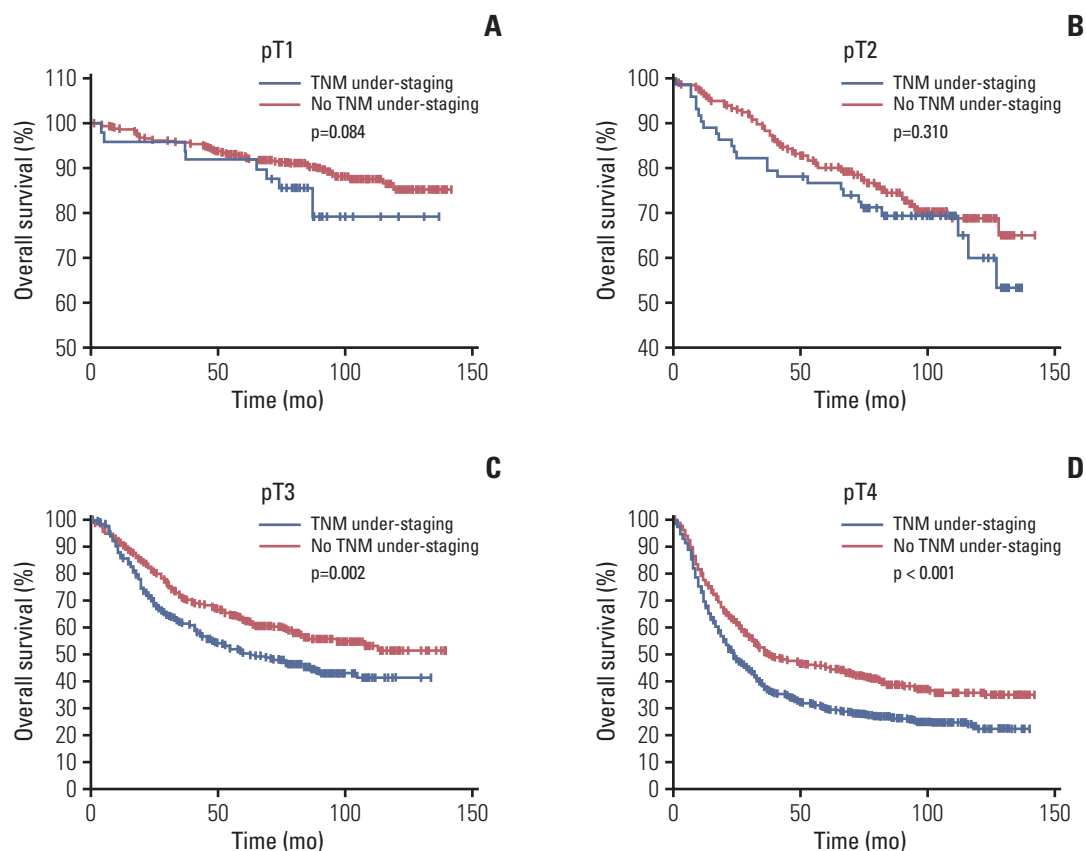 A
pT1
TNM under-staging
No TNM under-staging
p=0.084
110
100
90
80
70
60
50
0
50
100
150
Overall survival (%)
Time (mo)
B
pT2
TNM under-staging
No TNM under-staging
p=0.310
100
90
80
70
50
40
0
50
100
150
Overall survival (%)
Time (mo)
C
pT3
TNM under-staging
No TNM under-staging
p=0.002
100
90
80
70
60
50
40
30
20
10
0
0
50
100
150
Overall survival (%)
Time (mo)
D
pT4
TNM under-staging
No TNM under-staging
p < 0.001
100
90
80
70
60
50
40
30
20
10
0
0
50
100
150
Overall survival (%)
Time (mo)